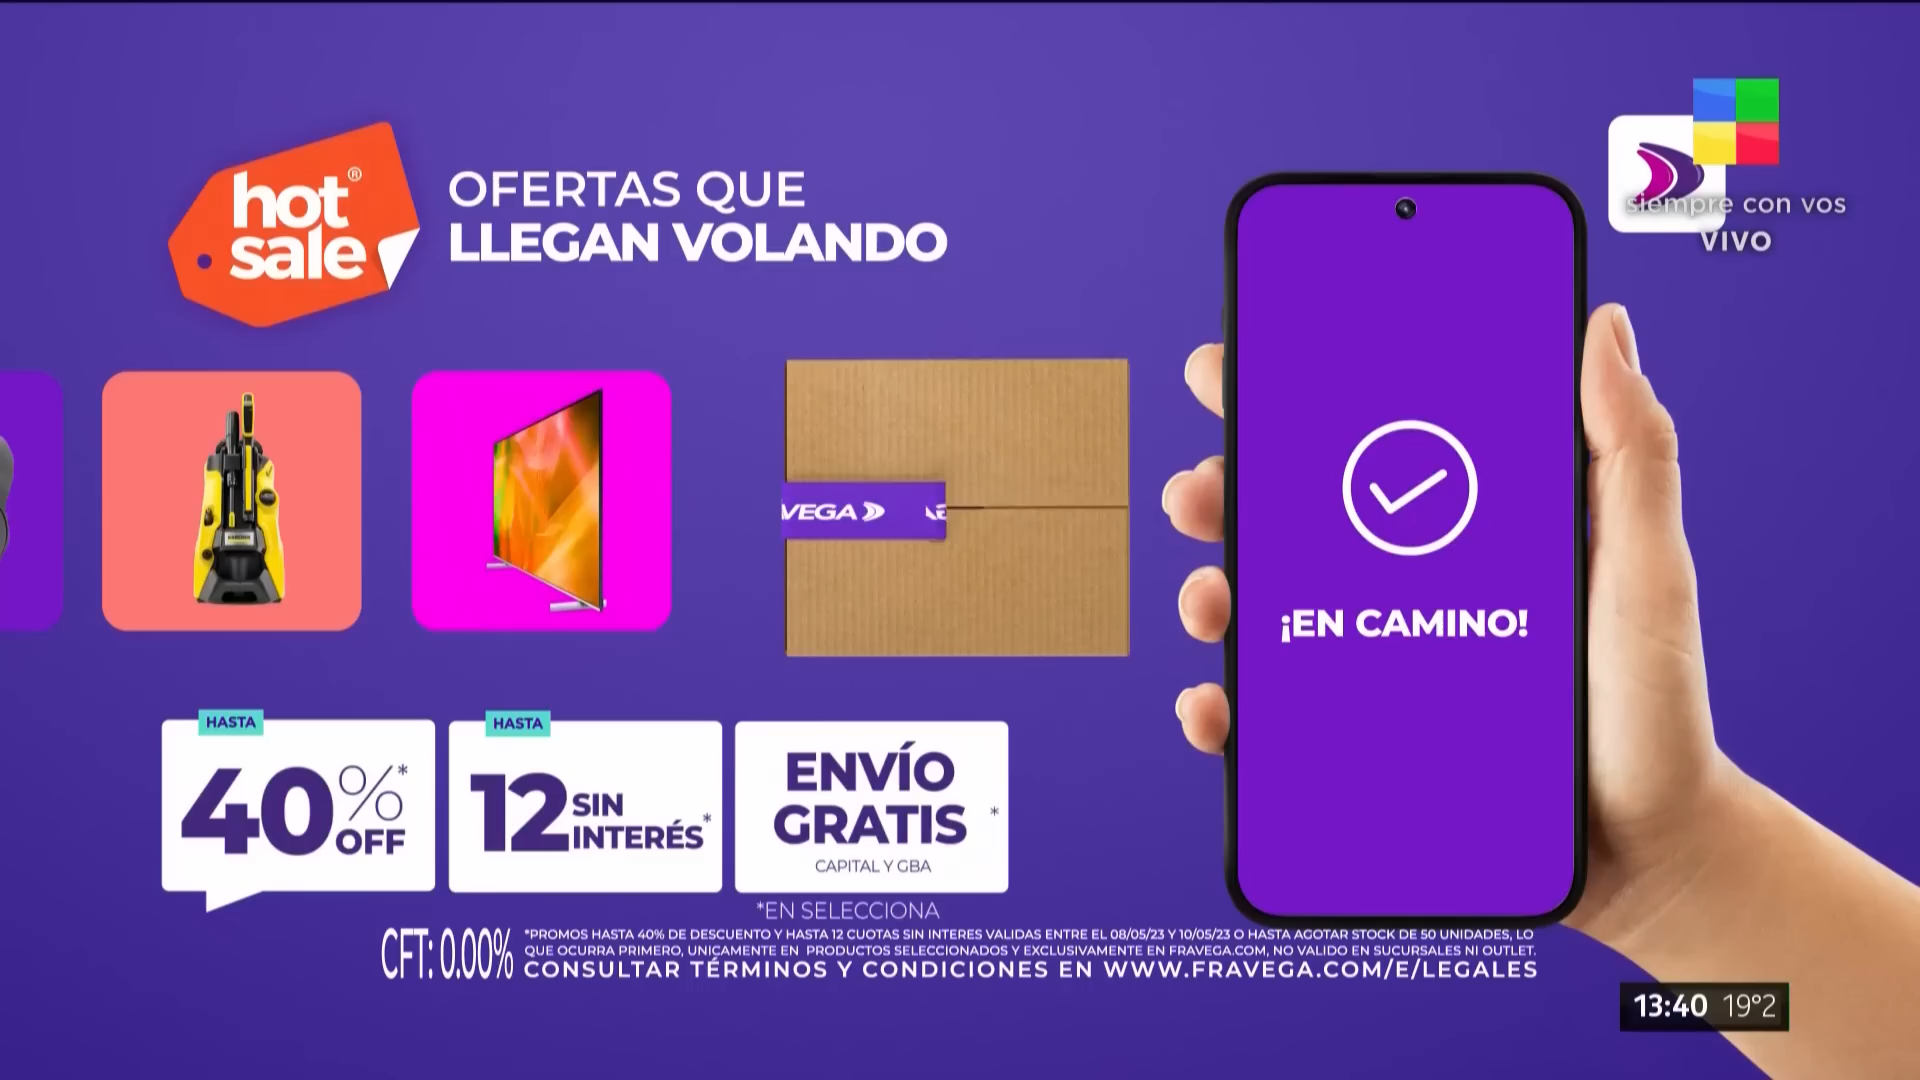 hot®
sale
OFERTAS QUE
LLEGAN VOLANDO
siempre con vos
VIVO
VEGA
¡EN CAMINO!
HASTA
40%*
OFF
HASTA
12 SIN
INTERÉS*
ENVÍO
GRATIS *
CAPITAL Y GBA
*EN SELECCIONA
CFT: 0.00%
*PROMOS HASTA 40% DE DESCUENTO Y HASTA 12 CUOTAS SIN INTERES VALIDAS ENTRE EL 08/05/23 Y 10/05/23 O HASTA AGOTAR STOCK DE 50 UNIDADES, LO
QUE OCURRA PRIMERO, UNICAMENTE EN PRODUCTOS SELECCIONADOS Y EXCLUSIVAMENTE EN FRAVEGA.COM, NO VALIDO EN SUCURSALES NI OUTLET.
CONSULTAR TÉRMINOS Y CONDICIONES EN WWW.FRAVEGA.COM/E/LEGALES
13:40 19°2